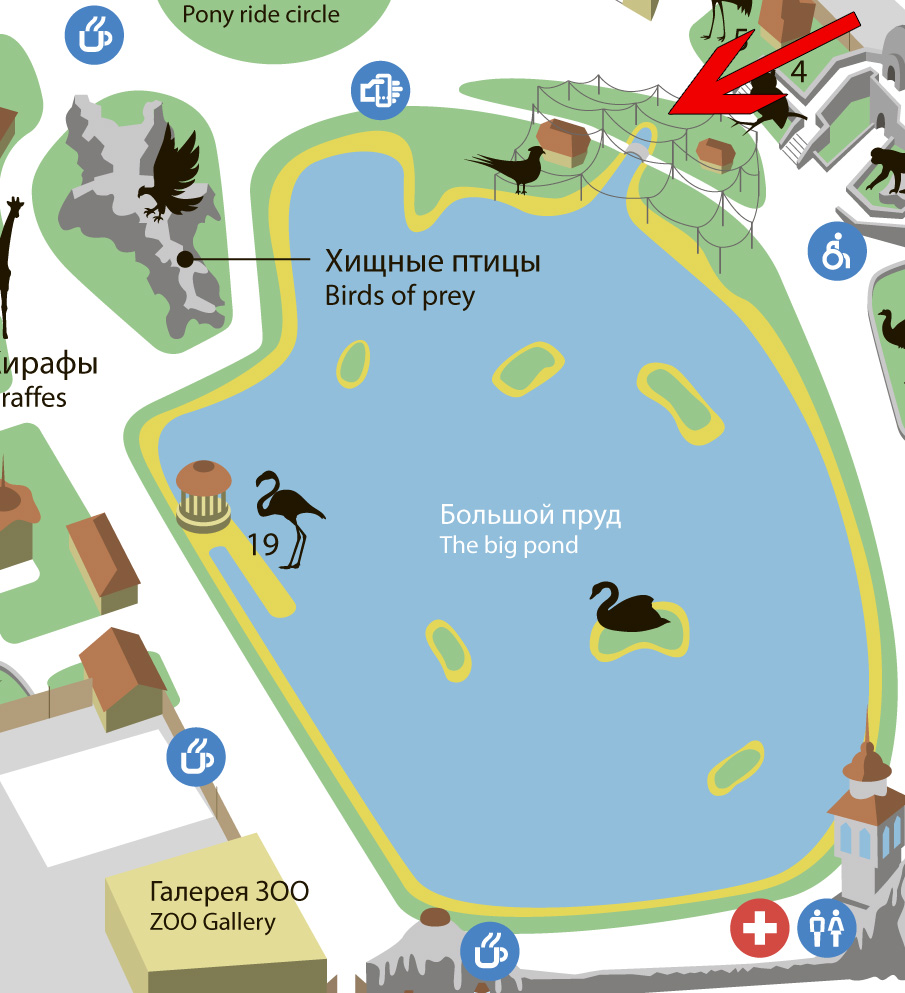 Pony ride circle
5
4
Хищные птицы
Birds of prey
ирафы
raffes
Большой пруд
The big pond
19
Галерея ЗОО
ZOO Gallery